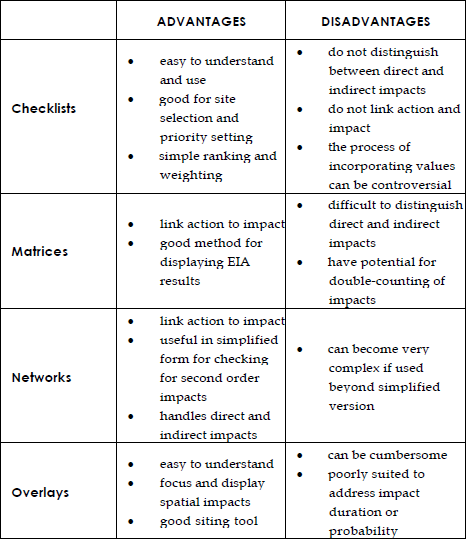 ADVANTAGES
DISADVANTAGES
Checklists
• easy to understand
and use
• good for site
selection and
priority setting
• simple ranking and
weighting
• do not distinguish
between direct and
indirect impacts
• do not link action and
impact
• the process of
incorporating values
can be controversial
Matrices
• link action to impact
• good method for
displaying EIA
results
• difficult to distinguish
direct and indirect
impacts
• have potential for
double-counting of
impacts
Networks
• link action to impact
• useful in simplified
form for checking
for second order
impacts
• handles direct and
indirect impacts
• can become very
complex if used
beyond simplified
version
Overlays
• easy to understand
• focus and display
spatial impacts
• good siting tool
• can be cumbersome
• poorly suited to
address impact
duration or
probability